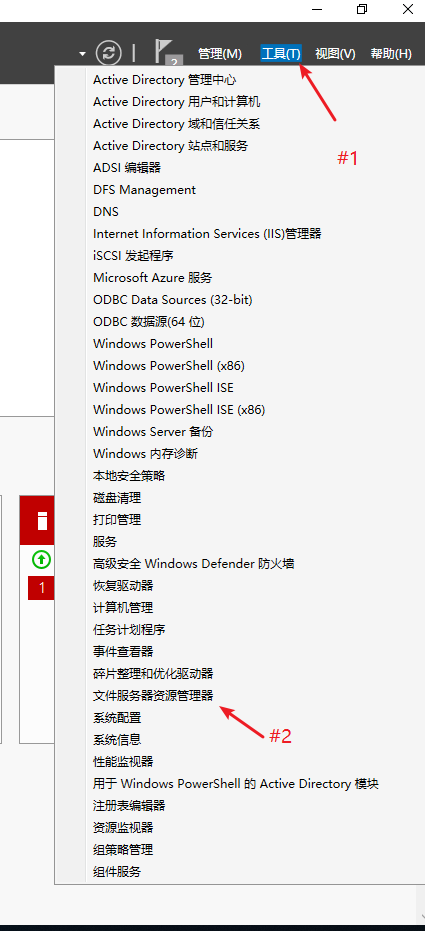 2
管理(M) 工具(T) 视图(V) 帮助(H)
Active Directory 管理中心
Active Directory 用户和计算机
#1
Active Directory 域和信任关系
Active Directory 站点和服务
ADSI 编辑器
DFS Management
DNS
Internet Information Services (IIS)管理器
iSCSI 发起程序
Microsoft Azure 服务
ODBC Data Sources (32-bit)
ODBC 数据源(64 位)
Windows PowerShell
Windows PowerShell (x86)
Windows PowerShell ISE
Windows PowerShell ISE (x86)
Windows Server 备份
Windows 内存诊断
本地安全策略
磁盘清理
打印管理
服务
高级安全 Windows Defender 防火墙
恢复驱动器
1
计算机管理
任务计划程序
事件查看器
碎片整理和优化驱动器
文件服务器资源管理器
系统配置
#2
系统信息
性能监视器
用于 Windows PowerShell 的 Active Directory 模块
注册表编辑器
资源监视器
组策略管理
组件服务